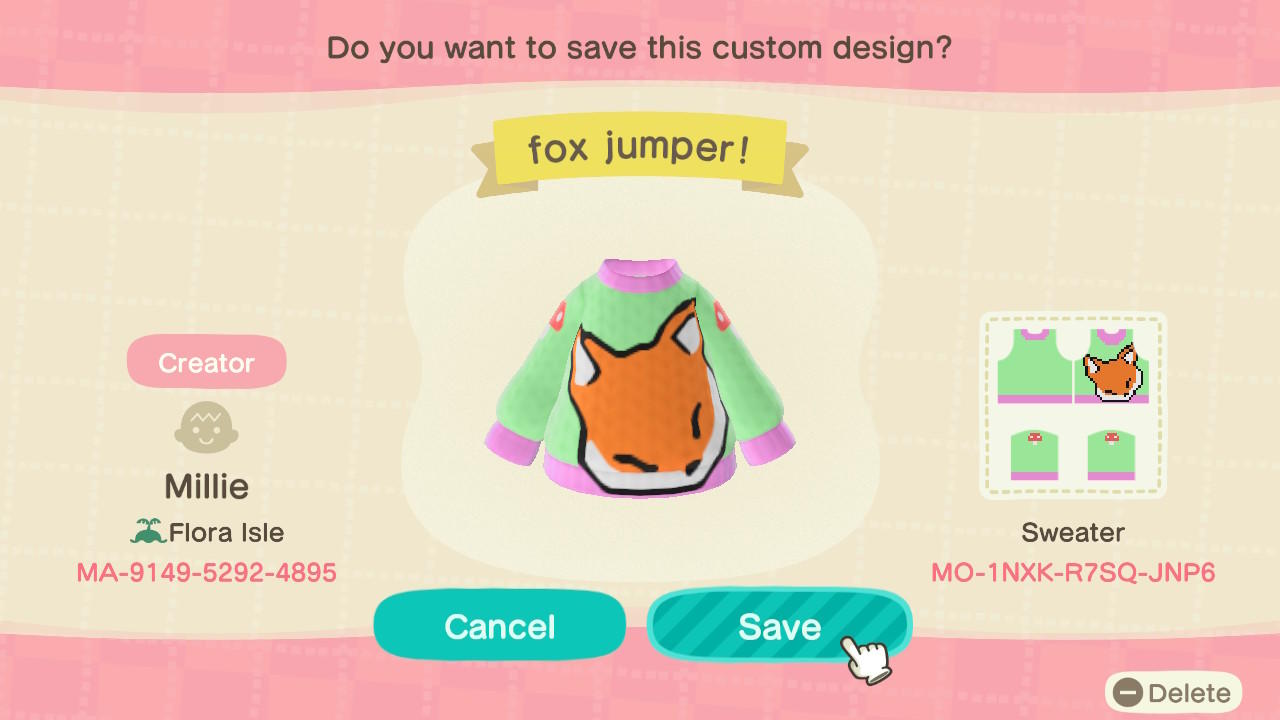 Do you want to save this custom design?
fox jumper!
Creator
Millie
Flora Isle
MA-9149-5292-4895
Sweater
MO-1NXK-R7SQ-JNP6
Cancel
Save
Delete